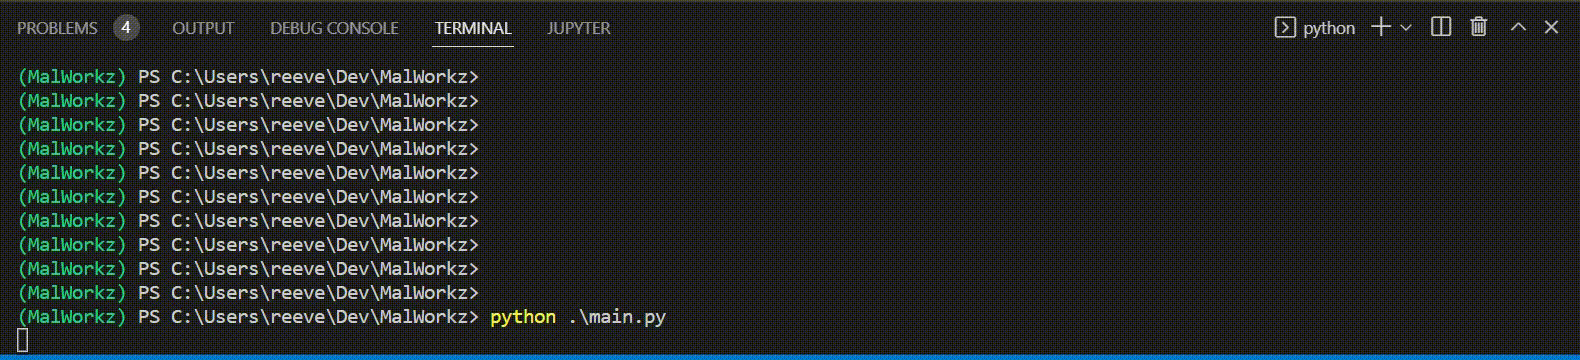 PROBLEMS 4 OUTPUT DEBUG CONSOLE TERMINAL JUPYTER python
(MalWorkz) PS C:\Users\reeve\Dev\MalWorkz>
(MalWorkz) PS C:\Users\reeve\Dev\MalWorkz>
(MalWorkz) PS C:\Users\reeve\Dev\MalWorkz>
(MalWorkz) PS C:\Users\reeve\Dev\MalWorkz>
(MalWorkz) PS C:\Users\reeve\Dev\MalWorkz>
(MalWorkz) PS C:\Users\reeve\Dev\MalWorkz>
(MalWorkz) PS C:\Users\reeve\Dev\MalWorkz>
(MalWorkz) PS C:\Users\reeve\Dev\MalWorkz>
(MalWorkz) PS C:\Users\reeve\Dev\MalWorkz>
(MalWorkz) PS C:\Users\reeve\Dev\MalWorkz>
(MalWorkz) PS C:\Users\reeve\Dev\MalWorkz> python .\main.py